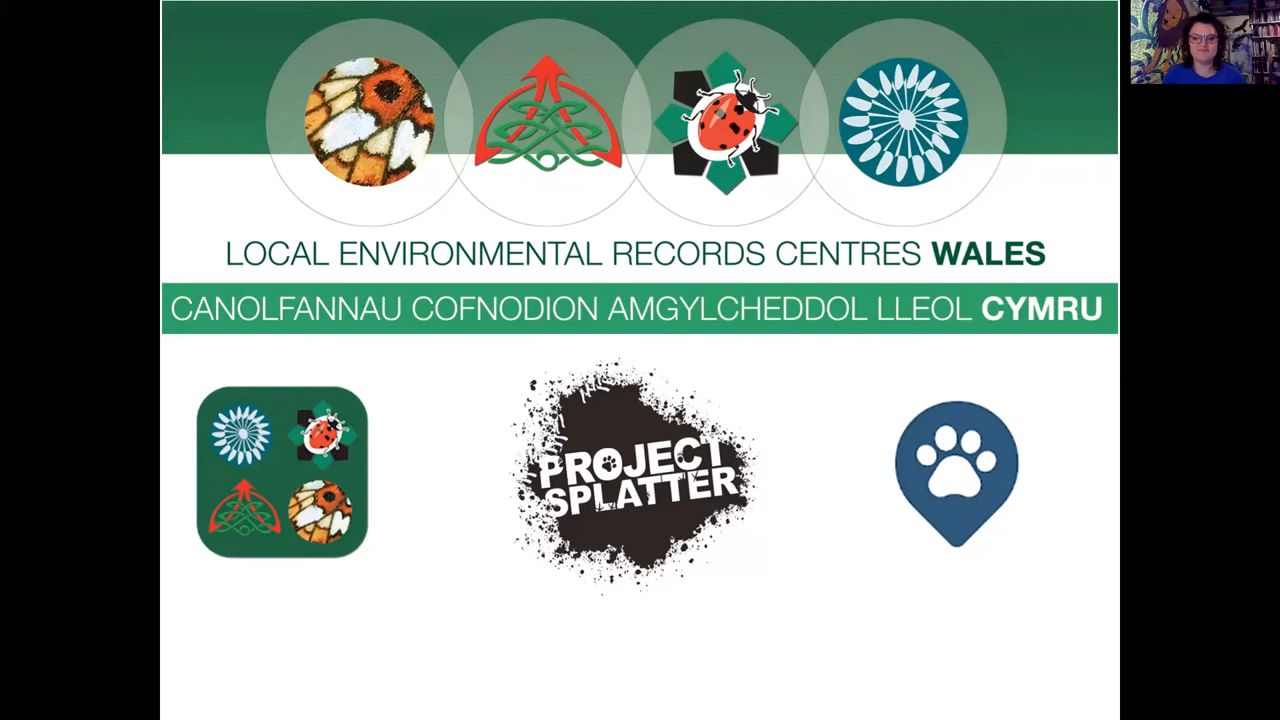 LOCAL ENVIRONMENTAL RECORDS CENTRES WALES
CANOLFANNAU COFNODION AMGYLCHEDDOL LLEOL CYMRU
PROJECT
SPLATTER